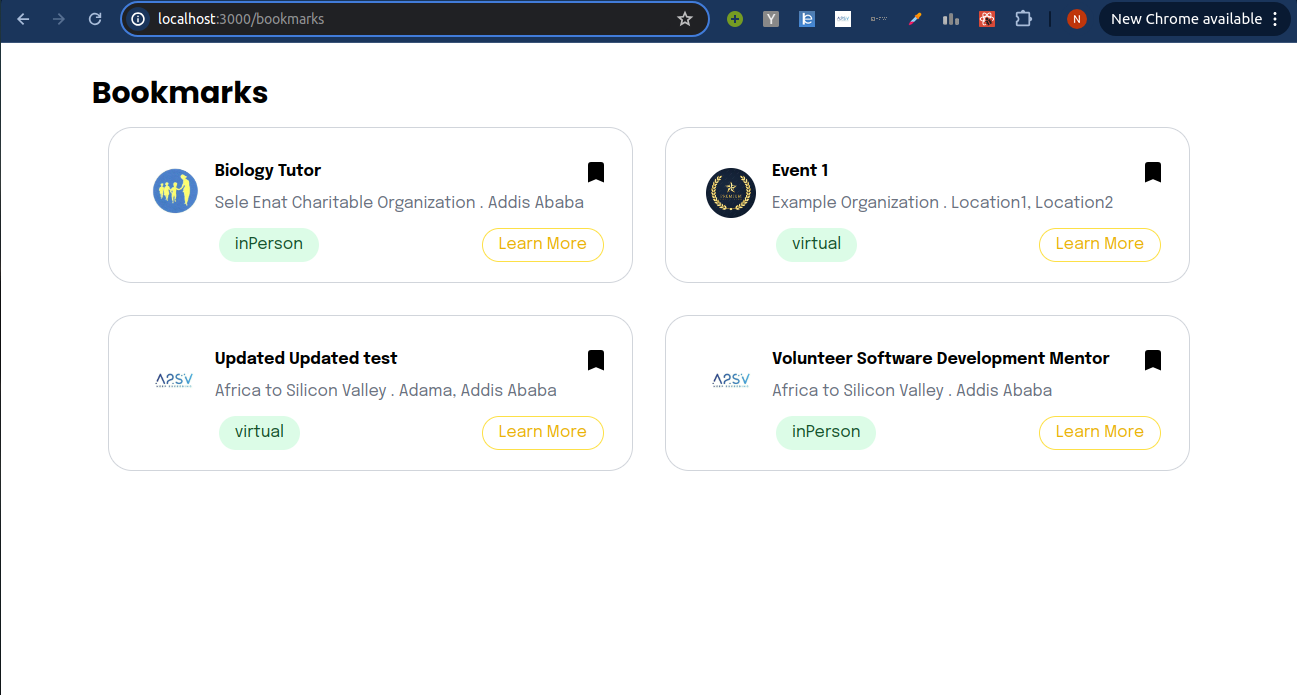 localhost:3000/bookmarks
New Chrome available
N
Bookmarks
Biology Tutor
Sele Enat Charitable Organization . Addis Ababa
inPerson
Learn More
Event 1
Example Organization . Location1, Location2
virtual
Learn More
Updated Updated test
Africa to Silicon Valley . Adama, Addis Ababa
virtual
Learn More
Volunteer Software Development Mentor
Africa to Silicon Valley . Addis Ababa
inPerson
Learn More